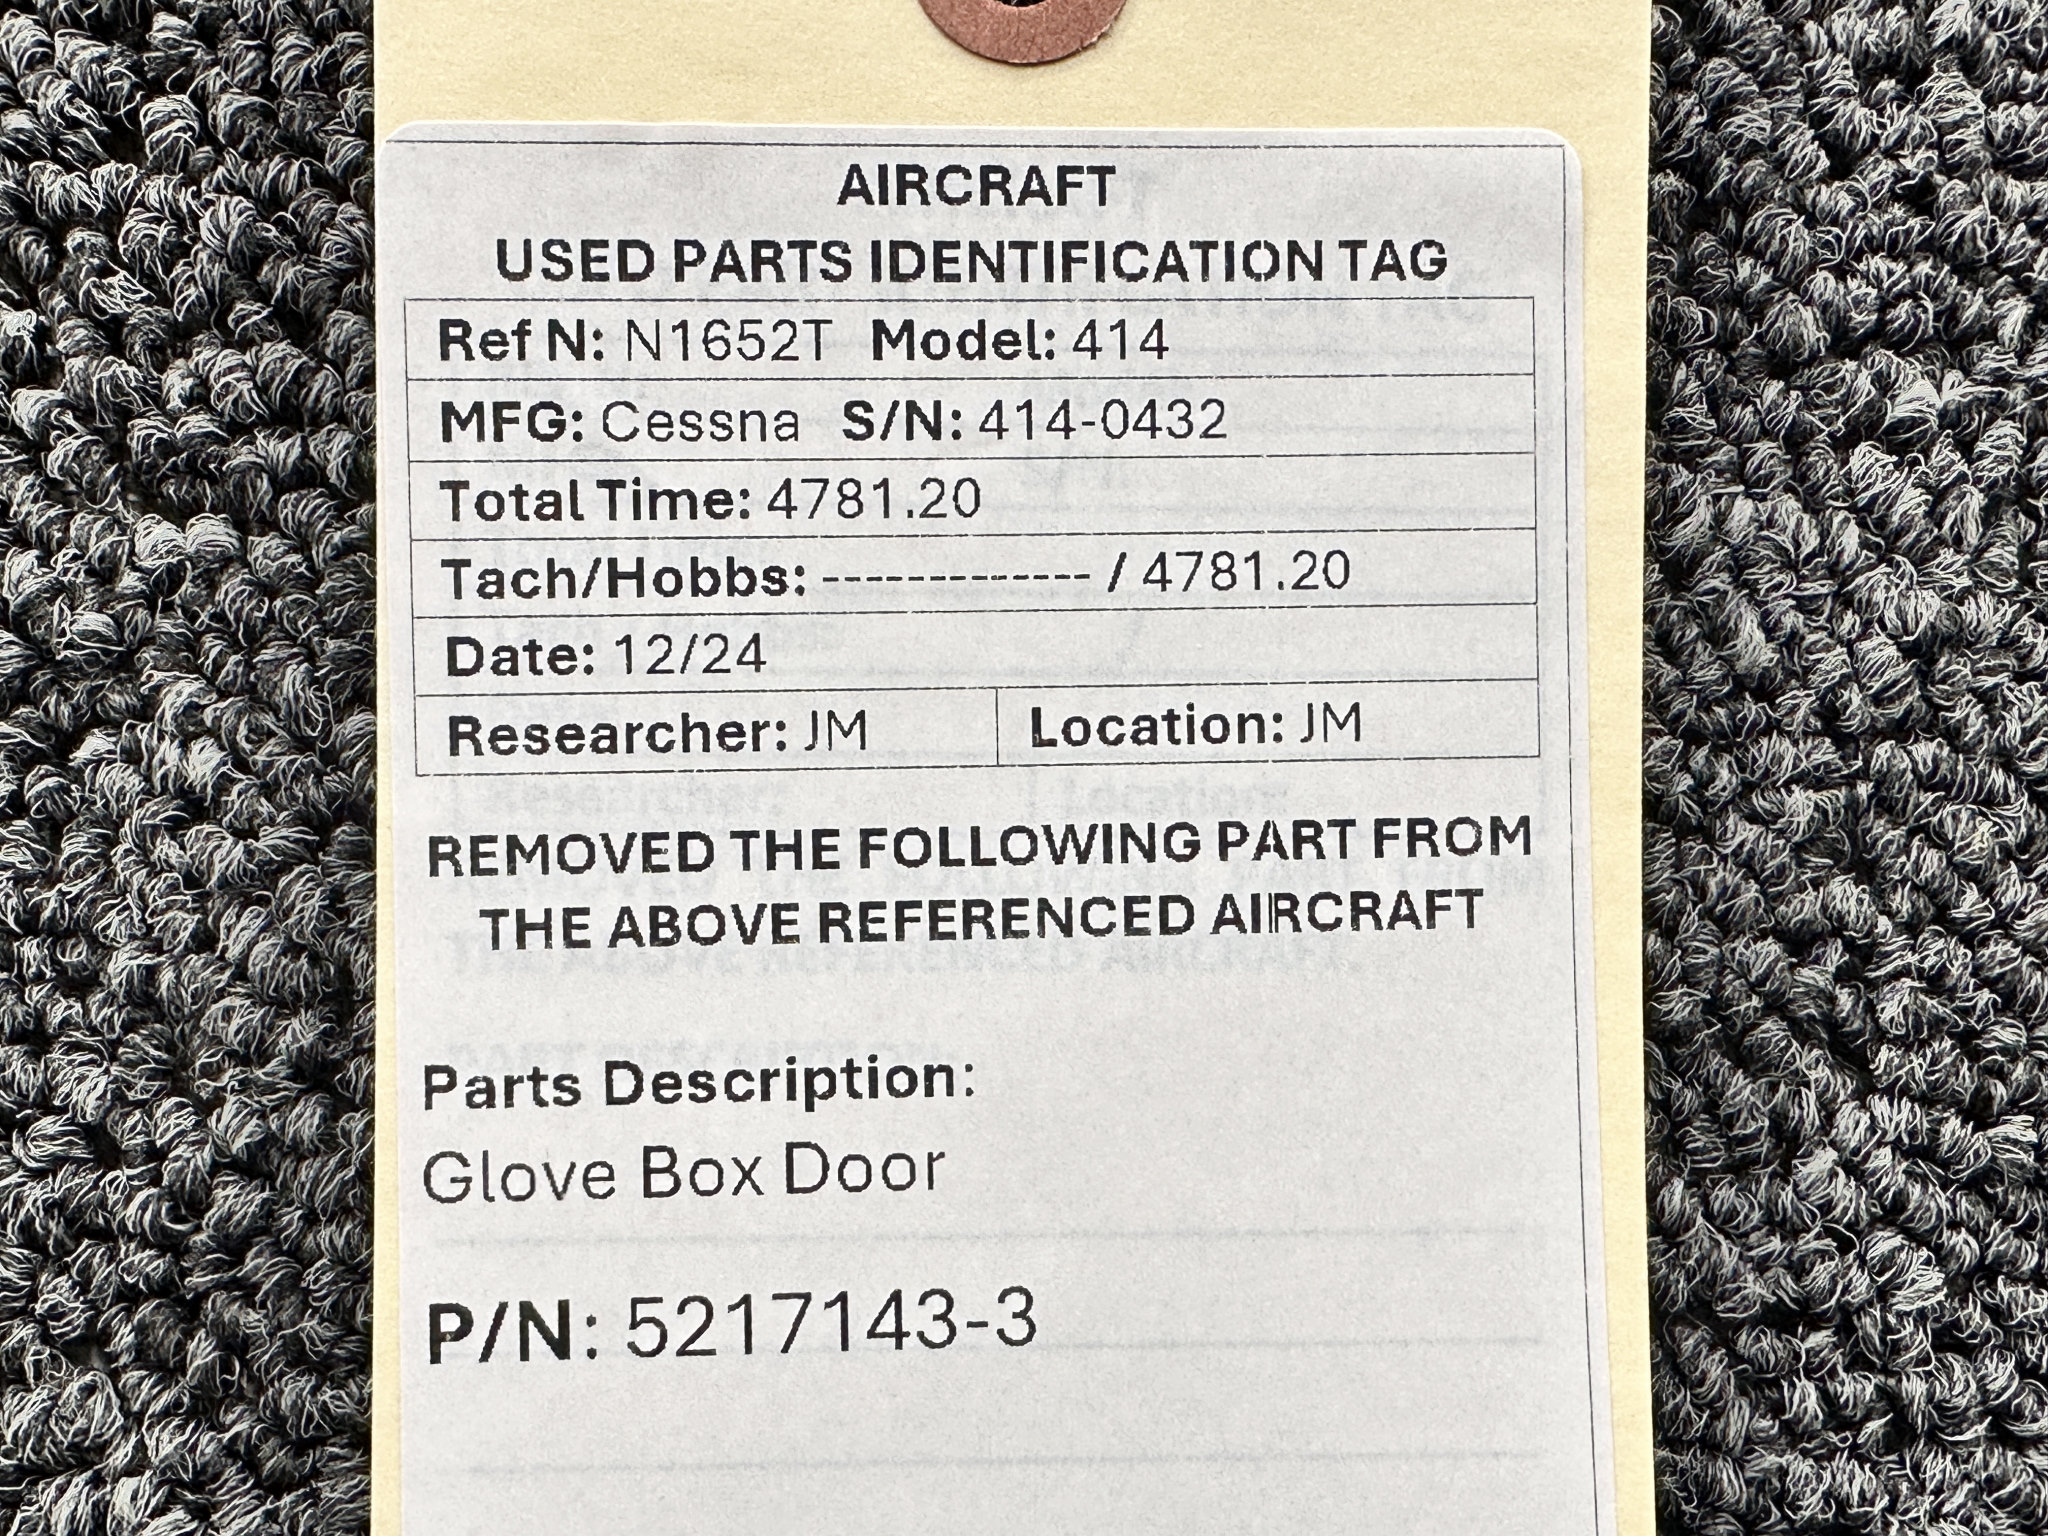 AIRCRAFT
USED PARTS IDENTIFICATION TAG
Ref N: N1652T Model: 414
MFG: Cessna S/N: 414-0432
Total Time: 4781.20
Tach/Hobbs: ------------- / 4781.20
Date: 12/24
Researcher: JM Location: JM
REMOVED THE FOLLOWING PART FROM
THE ABOVE REFERENCED AIRCRAFT
Parts Description:
Glove Box Door
P/N: 5217143-3